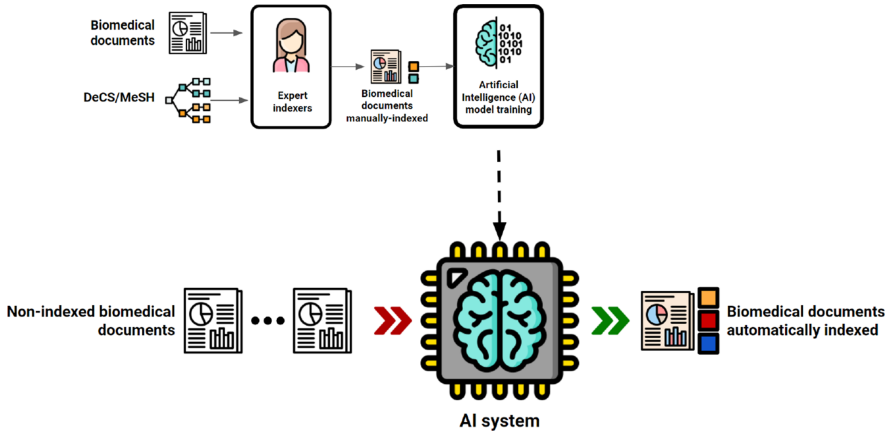 Biomedical
documents
DeCS/MeSH
Expert
indexers
Biomedical
documents
manually-indexed
01
1010
0101
1010
01
Artificial
Intelligence (AI)
model training
Non-indexed biomedical
documents
AI system
Biomedical documents
automatically indexed